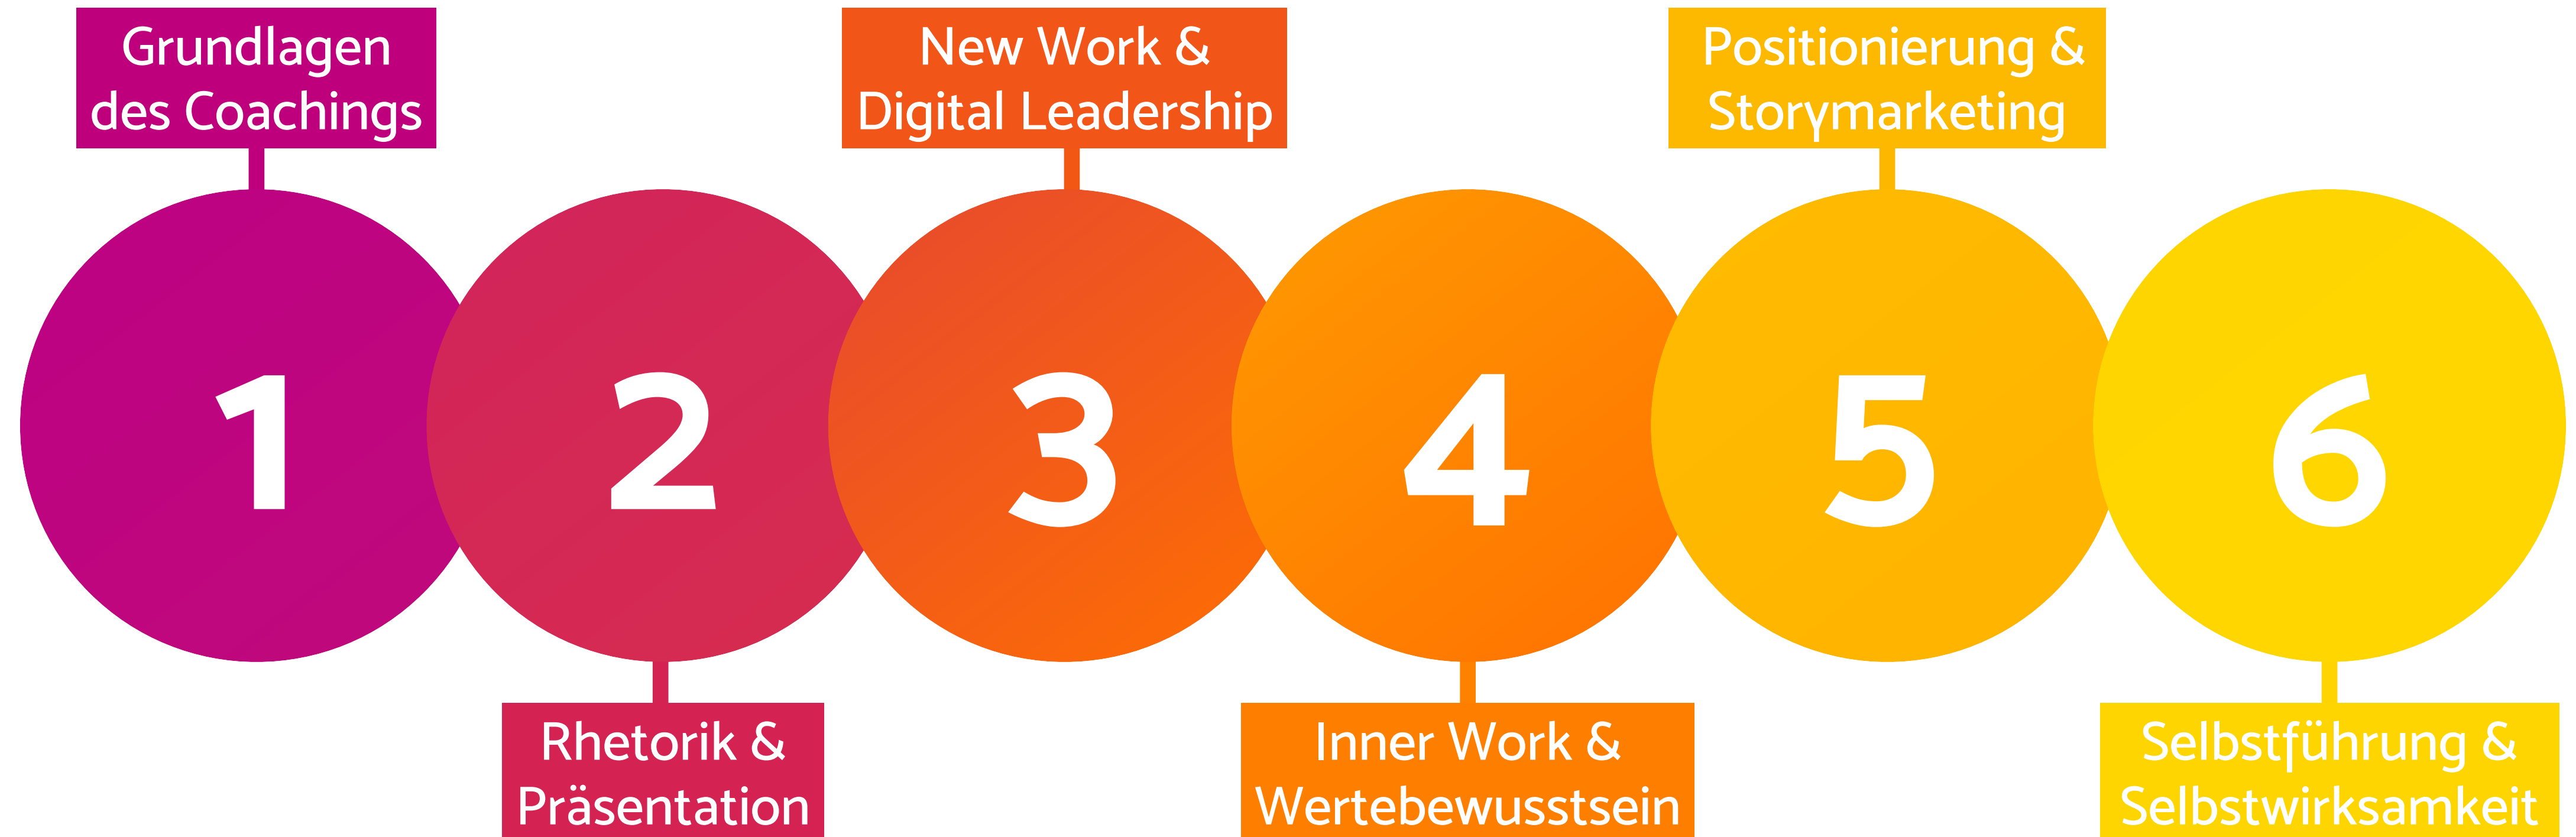 Grundlagen
des Coachings
New Work &
Digital Leadership
Positionierung &
Storymarketing
1
2
3
4
5
6
Rhetorik &
Präsentation
Inner Work &
Wertebewusstsein
Selbstführung &
Selbstwirksamkeit